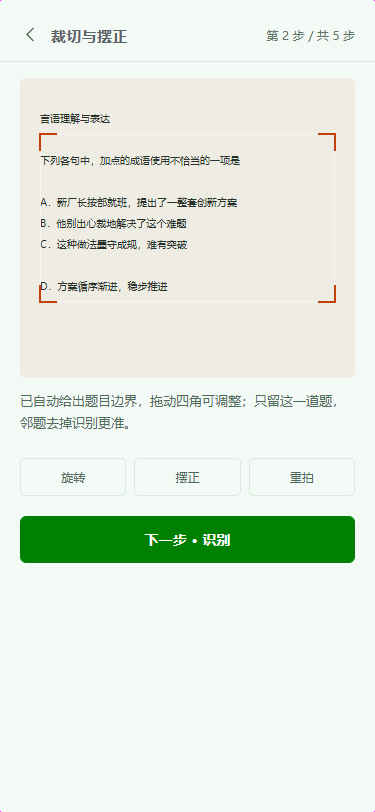 裁切与摆正
第 2 步 / 共 5 步
言语理解与表达
下列各句中，加点的成语使用不恰当的一项是
A．新厂长按部就班，提出了一整套创新方案
B．他别出心裁地解决了这个难题
C．这种做法墨守成规，难有突破
D．方案循序渐进，稳步推进
已自动给出题目边界，拖动四角可调整；只留这一道题，
邻题去掉识别更准。
旋转
摆正
重拍
下一步 • 识别